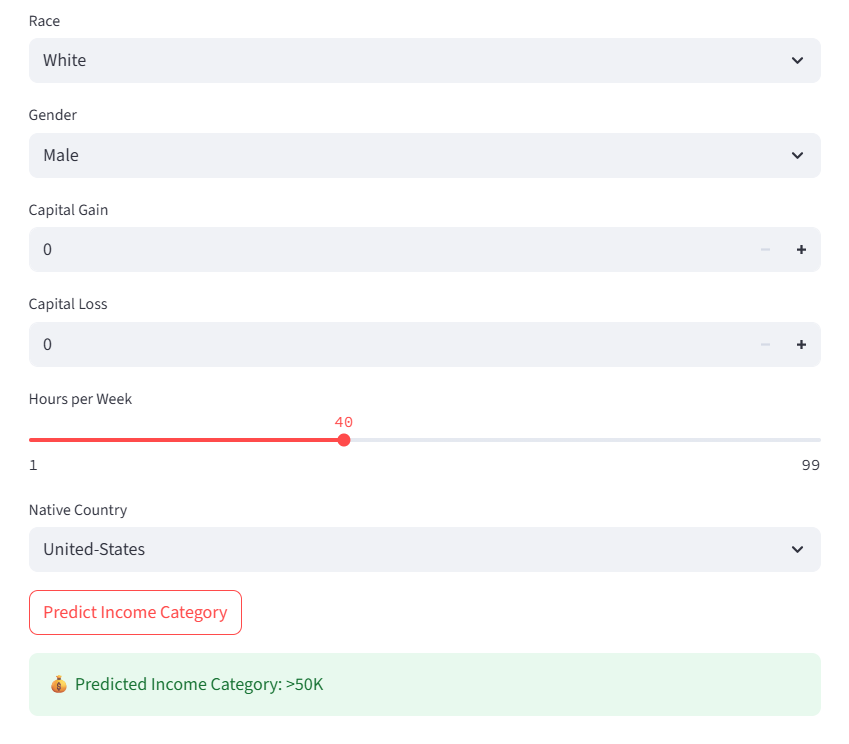 Race
White
Gender
Male
Capital Gain
0
Capital Loss
0
Hours per Week
40
1 99
Native Country
United-States
Predict Income Category
💰 Predicted Income Category: >50K